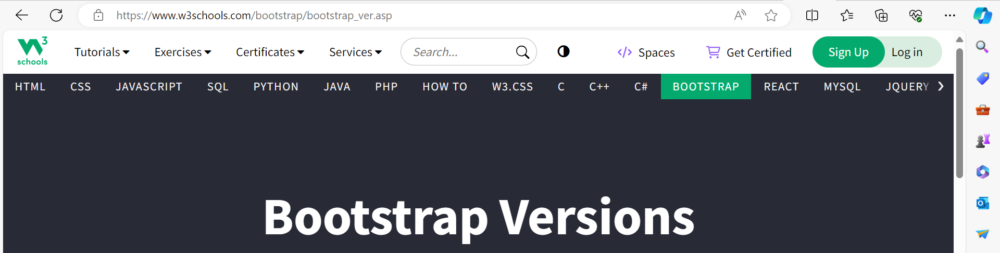 https://www.w3schools.com/bootstrap/bootstrap_ver.asp
W3 schools
Tutorials Exercises Certificates Services Search... Spaces Get Certified Sign Up Log in
HTML CSS JAVASCRIPT SQL PYTHON JAVA PHP HOW TO W3.CSS C C++ C# BOOTSTRAP REACT MYSQL JQUERY
Bootstrap Versions